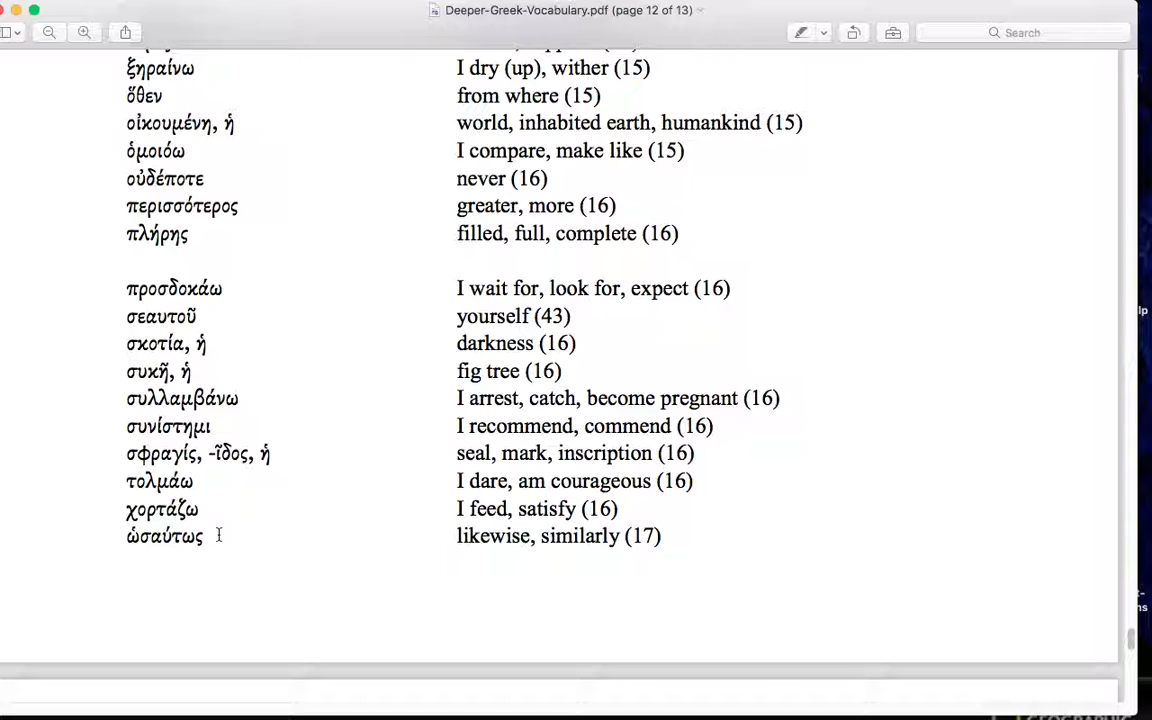 Deeper-Greek-Vocabulary.pdf (page 12 of 13)
Search
ξηραίνω I dry (up), wither (15)
ὅθεν from where (15)
οἰκουμένη, ἡ world, inhabited earth, humankind (15)
ὁμοιόω I compare, make like (15)
οὐδέποτε never (16)
περισσότερος greater, more (16)
πλήρης filled, full, complete (16)
προσδοκάω I wait for, look for, expect (16)
σεαυτοῦ yourself (43)
σκοτία, ἡ darkness (16)
συκῆ, ἡ fig tree (16)
συλλαμβάνω I arrest, catch, become pregnant (16)
συνίστημι I recommend, commend (16)
σφραγίς, -ῖδος, ἡ seal, mark, inscription (16)
τολμάω I dare, am courageous (16)
χορτάζω I feed, satisfy (16)
ὡσαύτως likewise, similarly (17)